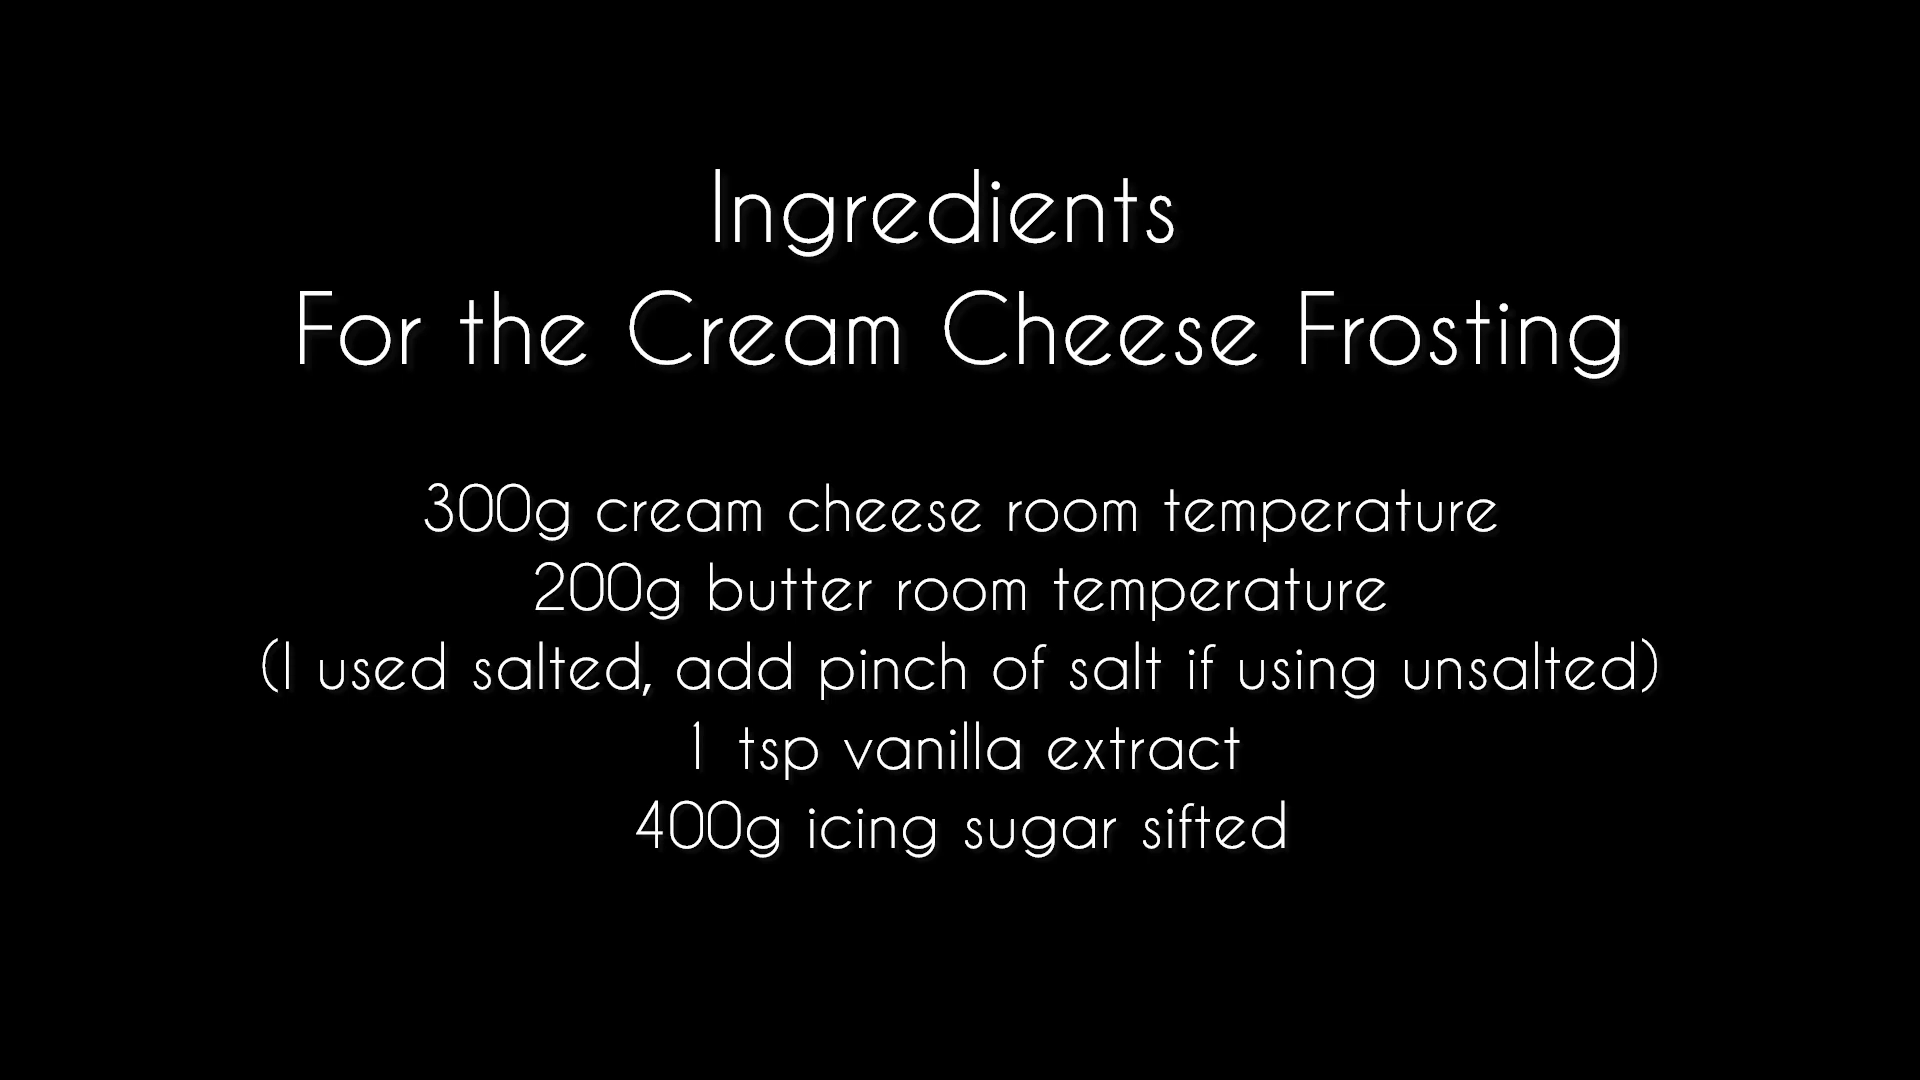 Ingredients
For the Cream Cheese Frosting
300g cream cheese room temperature
200g butter room temperature
(I used salted, add pinch of salt if using unsalted)
1 tsp vanilla extract
400g icing sugar sifted